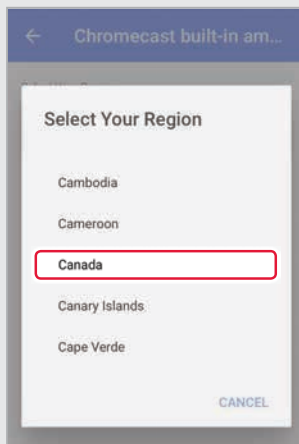 ← Chromecast built-in am...
Select Your Region
Cambodia
Cameroon
Canada
Canary Islands
Cape Verde
CANCEL